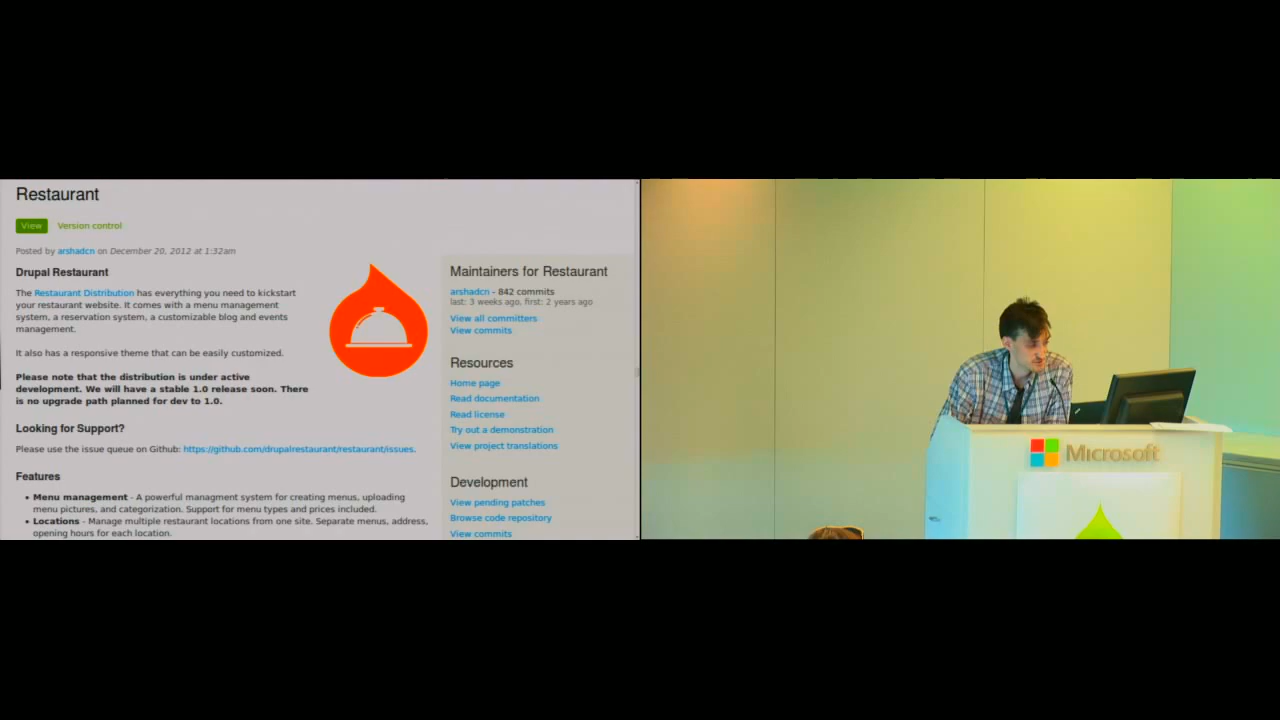 Restaurant
View Version control
Posted by arshadcn on December 20, 2012 at 1:32am
Drupal Restaurant
The Restaurant Distribution has everything you need to kickstart
your restaurant website. It comes with a menu management
system, a reservation system, a customizable blog and events
management.
It also has a responsive theme that can be easily customized.
Please note that the distribution is under active
development. We will have a stable 1.0 release soon. There
is no upgrade path planned for dev to 1.0.
Looking for Support?
Please use the issue queue on Github: https://github.com/drupalrestaurant/restaurant/issues.
Features
• Menu management - A powerful managment system for creating menus, uploading
menu pictures, and categorization. Support for menu types and prices included.
• Locations - Manage multiple restaurant locations from one site. Separate menus, address,
opening hours for each location.
Maintainers for Restaurant
arshadcn - 842 commits
last: 3 weeks ago, first: 2 years ago
View all committers
View commits
Resources
Home page
Read documentation
Read license
Try out a demonstration
View project translations
Development
View pending patches
Browse code repository
View commits
Microsoft